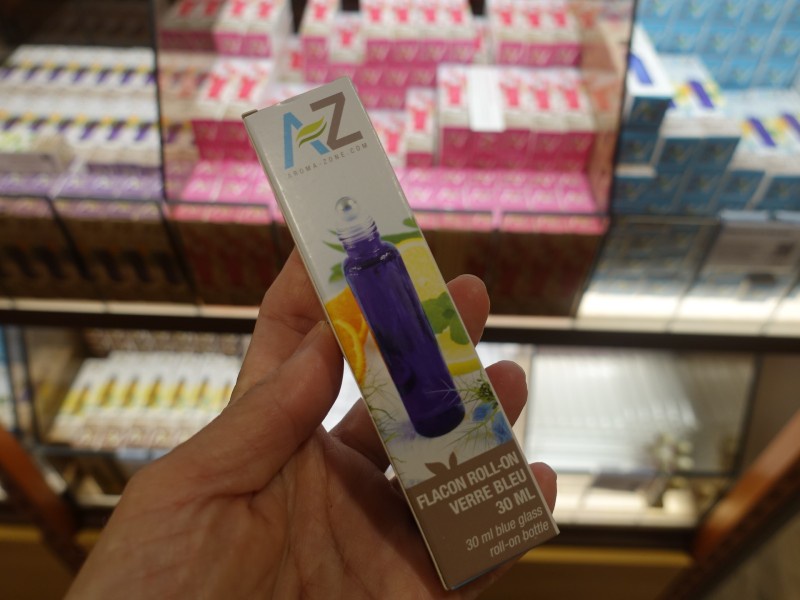 AZ
AROMA-ZONE.COM
FLACON ROLL-ON
VERRE BLEU
30 ML
30 ml blue glass
roll-on bottle